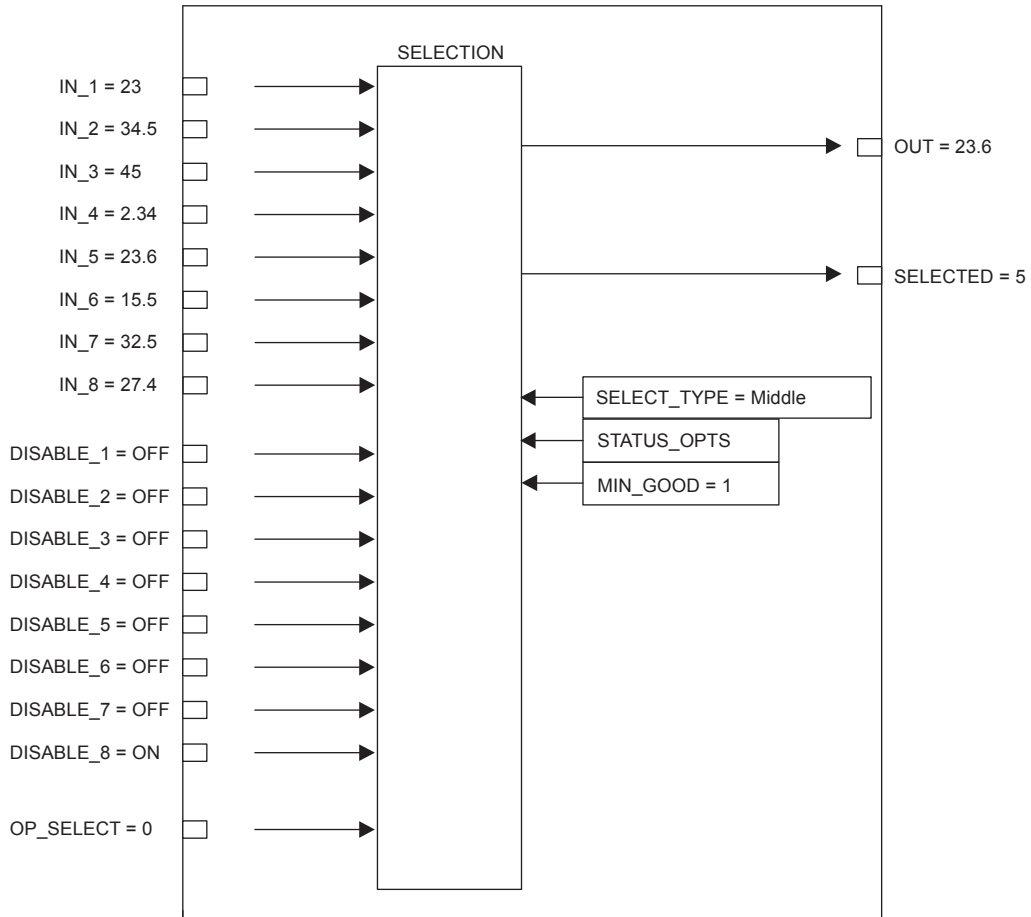 SELECTION
IN_1 = 23
IN_2 = 34.5
IN_3 = 45
IN_4 = 2.34
IN_5 = 23.6
IN_6 = 15.5
IN_7 = 32.5
IN_8 = 27.4
DISABLE_1 = OFF
DISABLE_2 = OFF
DISABLE_3 = OFF
DISABLE_4 = OFF
DISABLE_5 = OFF
DISABLE_6 = OFF
DISABLE_7 = OFF
DISABLE_8 = ON
OP_SELECT = 0
OUT = 23.6
SELECTED = 5
SELECT_TYPE = Middle
STATUS_OPTS
MIN_GOOD = 1